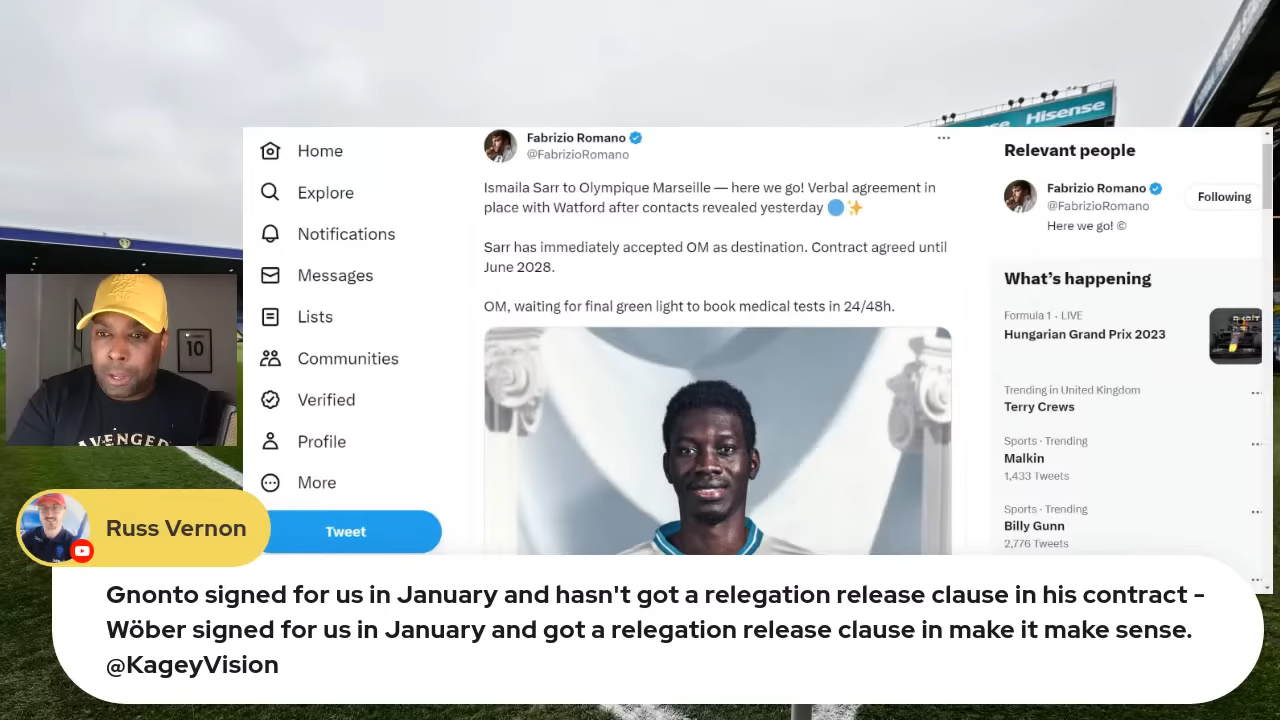 Hisense
Home
Explore
Notifications
Messages
Lists
Communities
Verified
Profile
More
Tweet
Fabrizio Romano
@FabrizioRomano
Ismaila Sarr to Olympique Marseille — here we go! Verbal agreement in
place with Watford after contacts revealed yesterday 🔵✨
Sarr has immediately accepted OM as destination. Contract agreed until
June 2028.
OM, waiting for final green light to book medical tests in 24/48h.
Relevant people
Fabrizio Romano
@FabrizioRomano
Following
Here we go! ©
What's happening
Formula 1 · LIVE
Hungarian Grand Prix 2023
Trending in United Kingdom
Terry Crews
Sports · Trending
Malkin
1,433 Tweets
Sports · Trending
Billy Gunn
2,776 Tweets
10
AVENGER
Russ Vernon
Gnonto signed for us in January and hasn't got a relegation release clause in his contract -
Wöber signed for us in January and got a relegation release clause in make it make sense.
@KageyVision